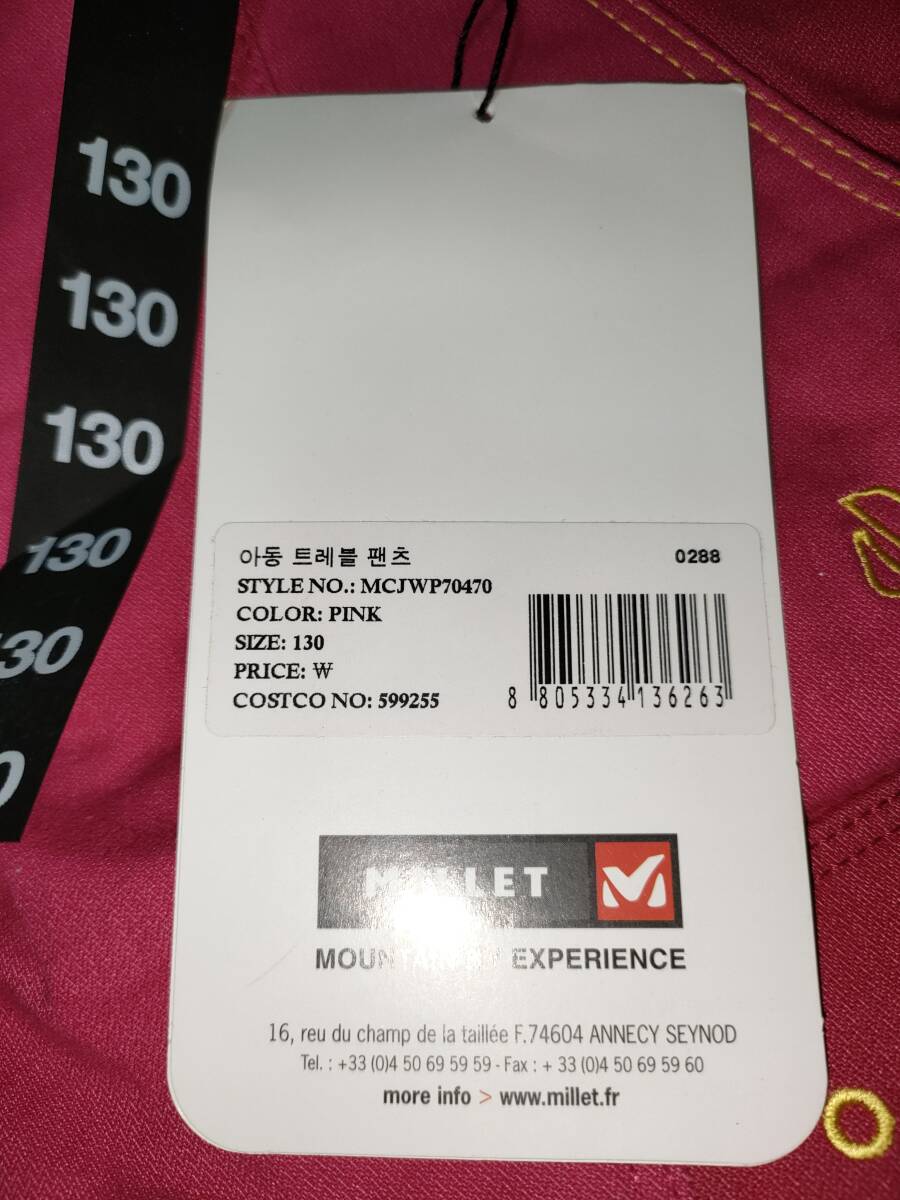 130
130
130
130
130
0
아동 트레블 팬츠 0288
STYLE NO.: MCJWP70470
COLOR: PINK
SIZE: 130
PRICE: ₩
COSTCO NO: 599255
8 805334 136263
MILLET
EXPERIENCE
16, reu du champ de la taillée F.74604 ANNECY SEYNOD
Tel. : +33 (0)4 50 69 59 59 - Fax : + 33 (0)4 50 69 59 60
more info > www.millet.fr